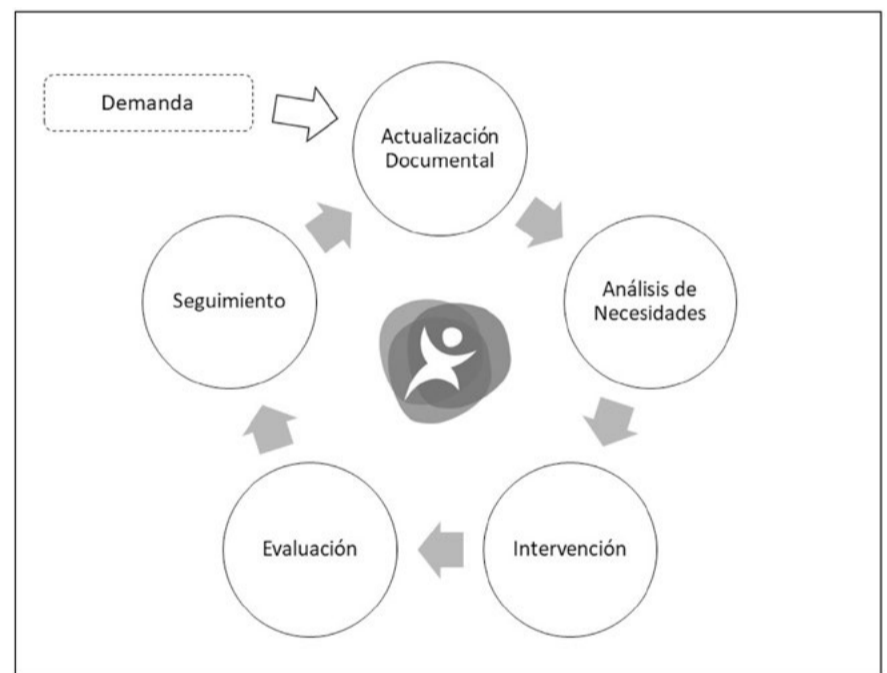 Demanda
Actualización
Documental
Análisis de
Necesidades
Intervención
Evaluación
Seguimiento